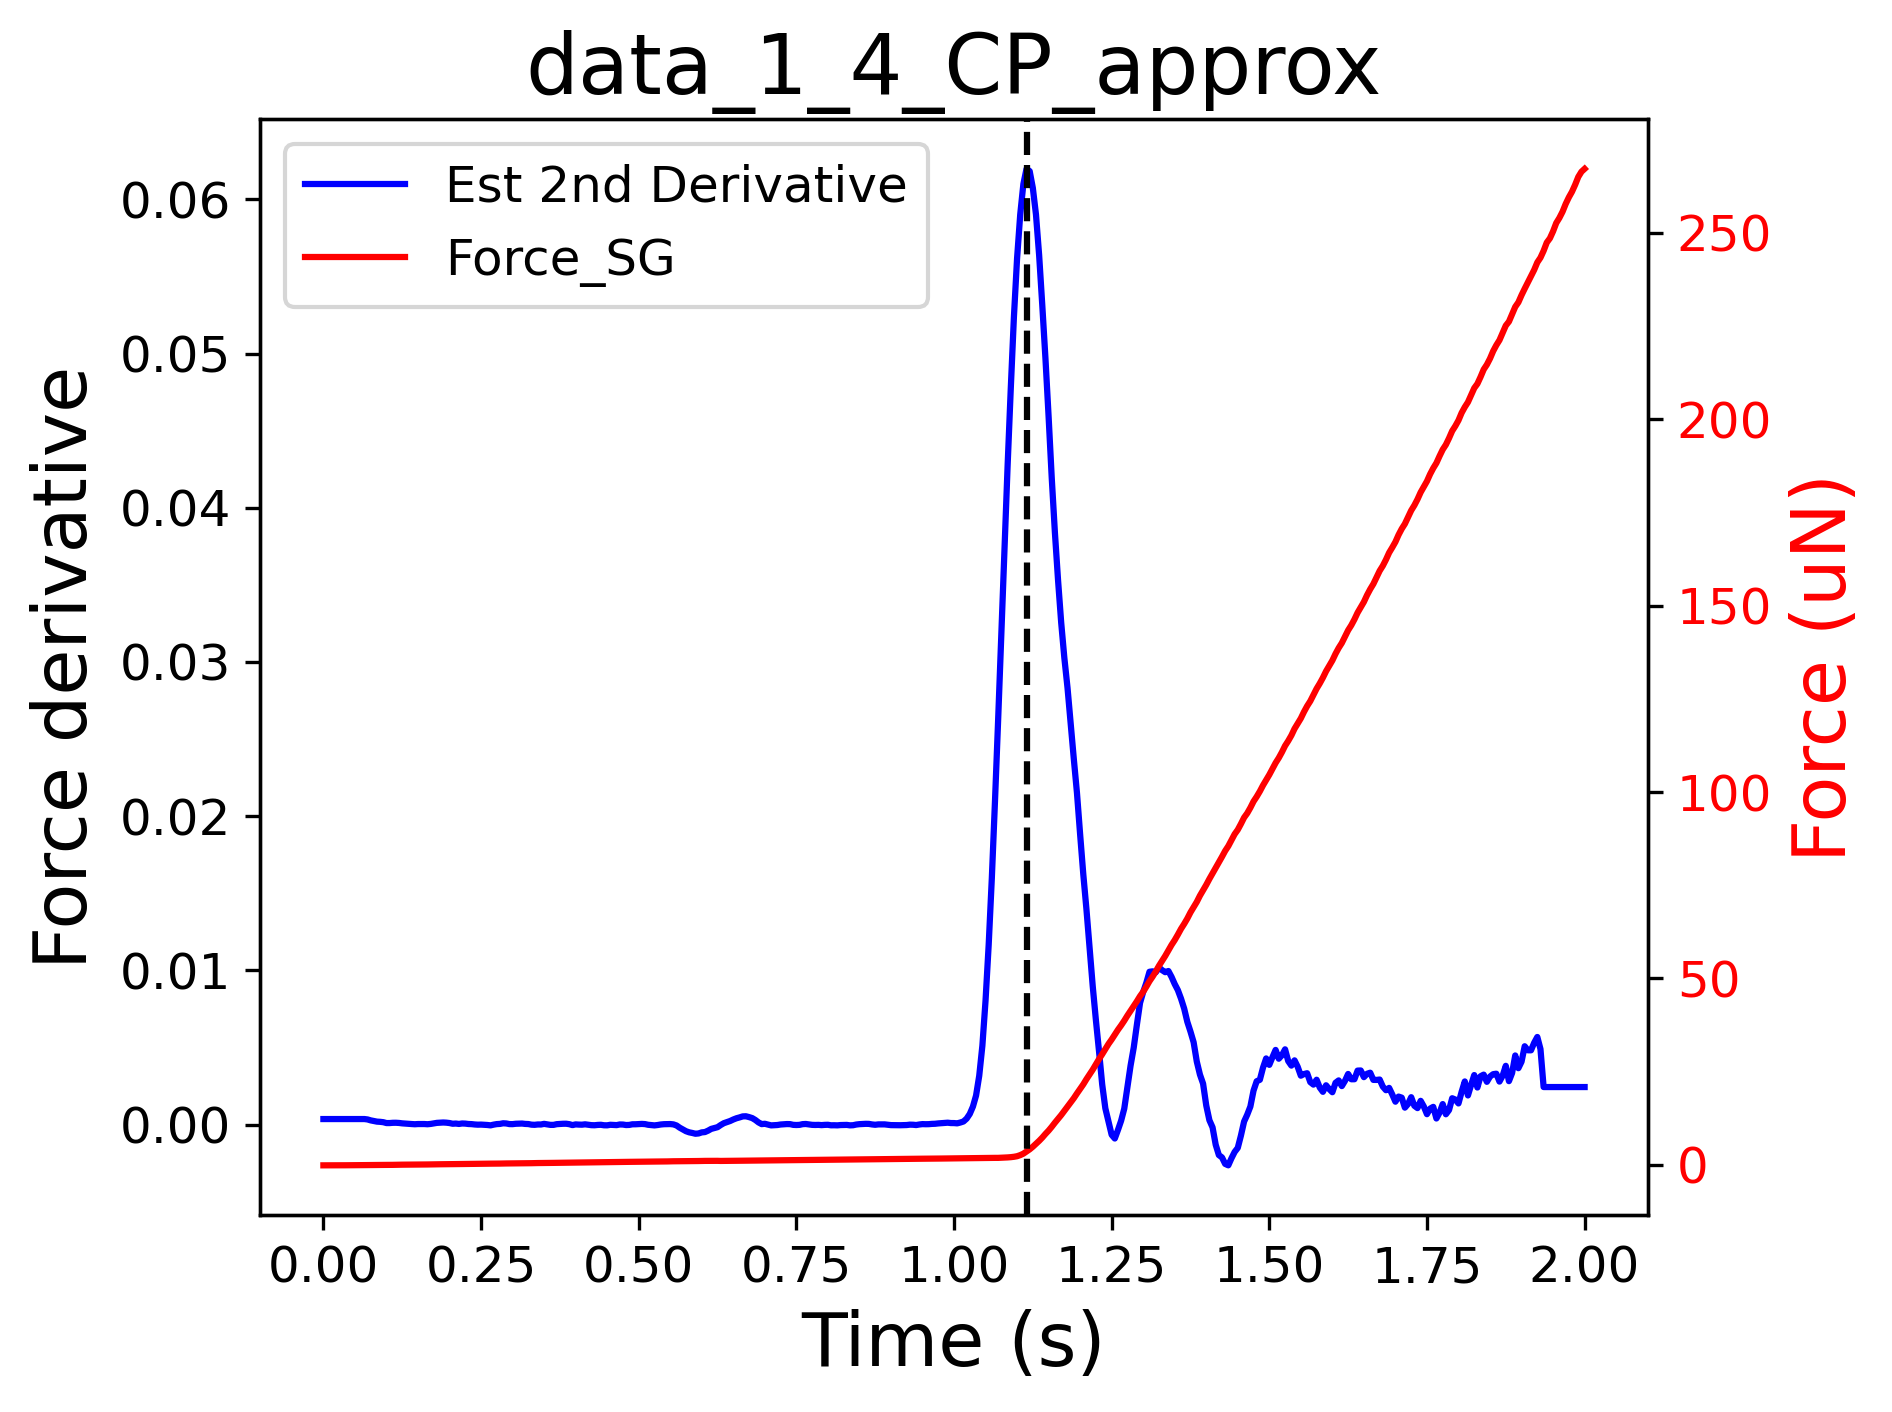 data_1_4_CP_approx
Est 2nd Derivative
Force_SG
Force derivative
0.06
0.05
0.04
0.03
0.02
0.01
0.00
250
200
150
100
50
0
Force (uN)
0.00 0.25 0.50 0.75 1.00 1.25 1.50 1.75 2.00
Time (s)